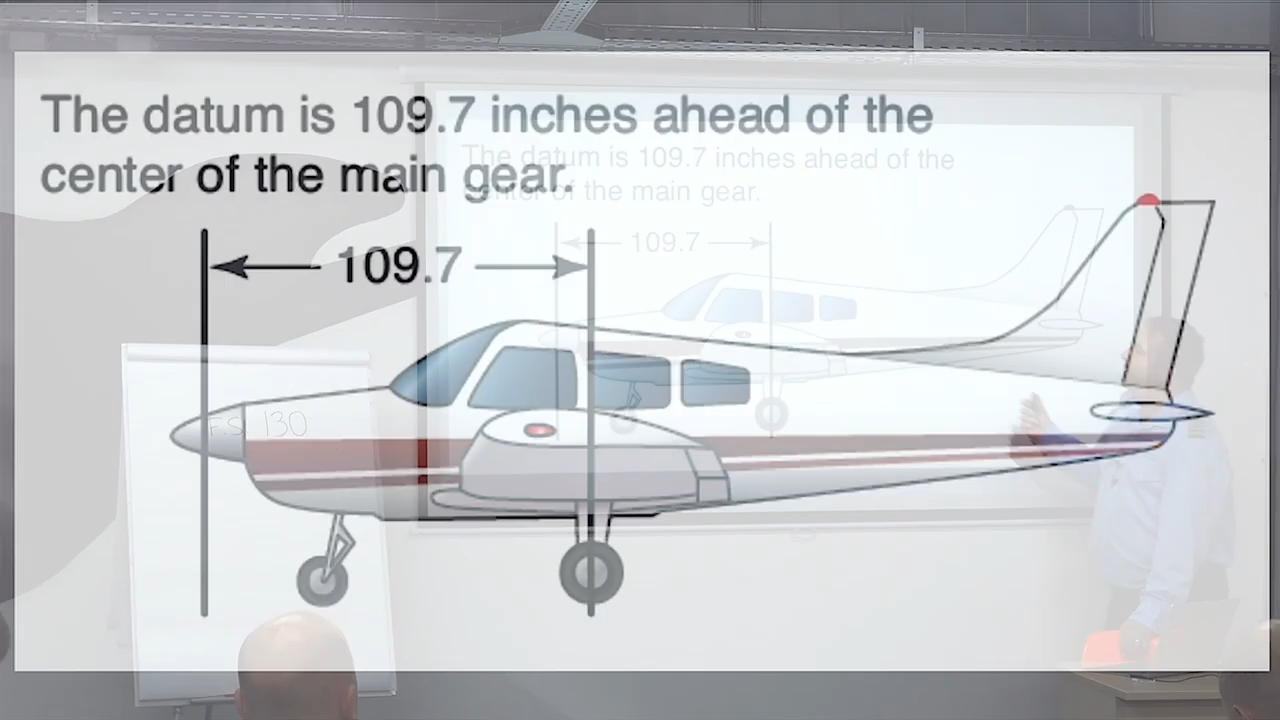 The datum is 109.7 inches ahead of the
center of the main gear.
109.7
The datum is 109.7 inches ahead of the
center of the main gear.
109.7
F.S. 130